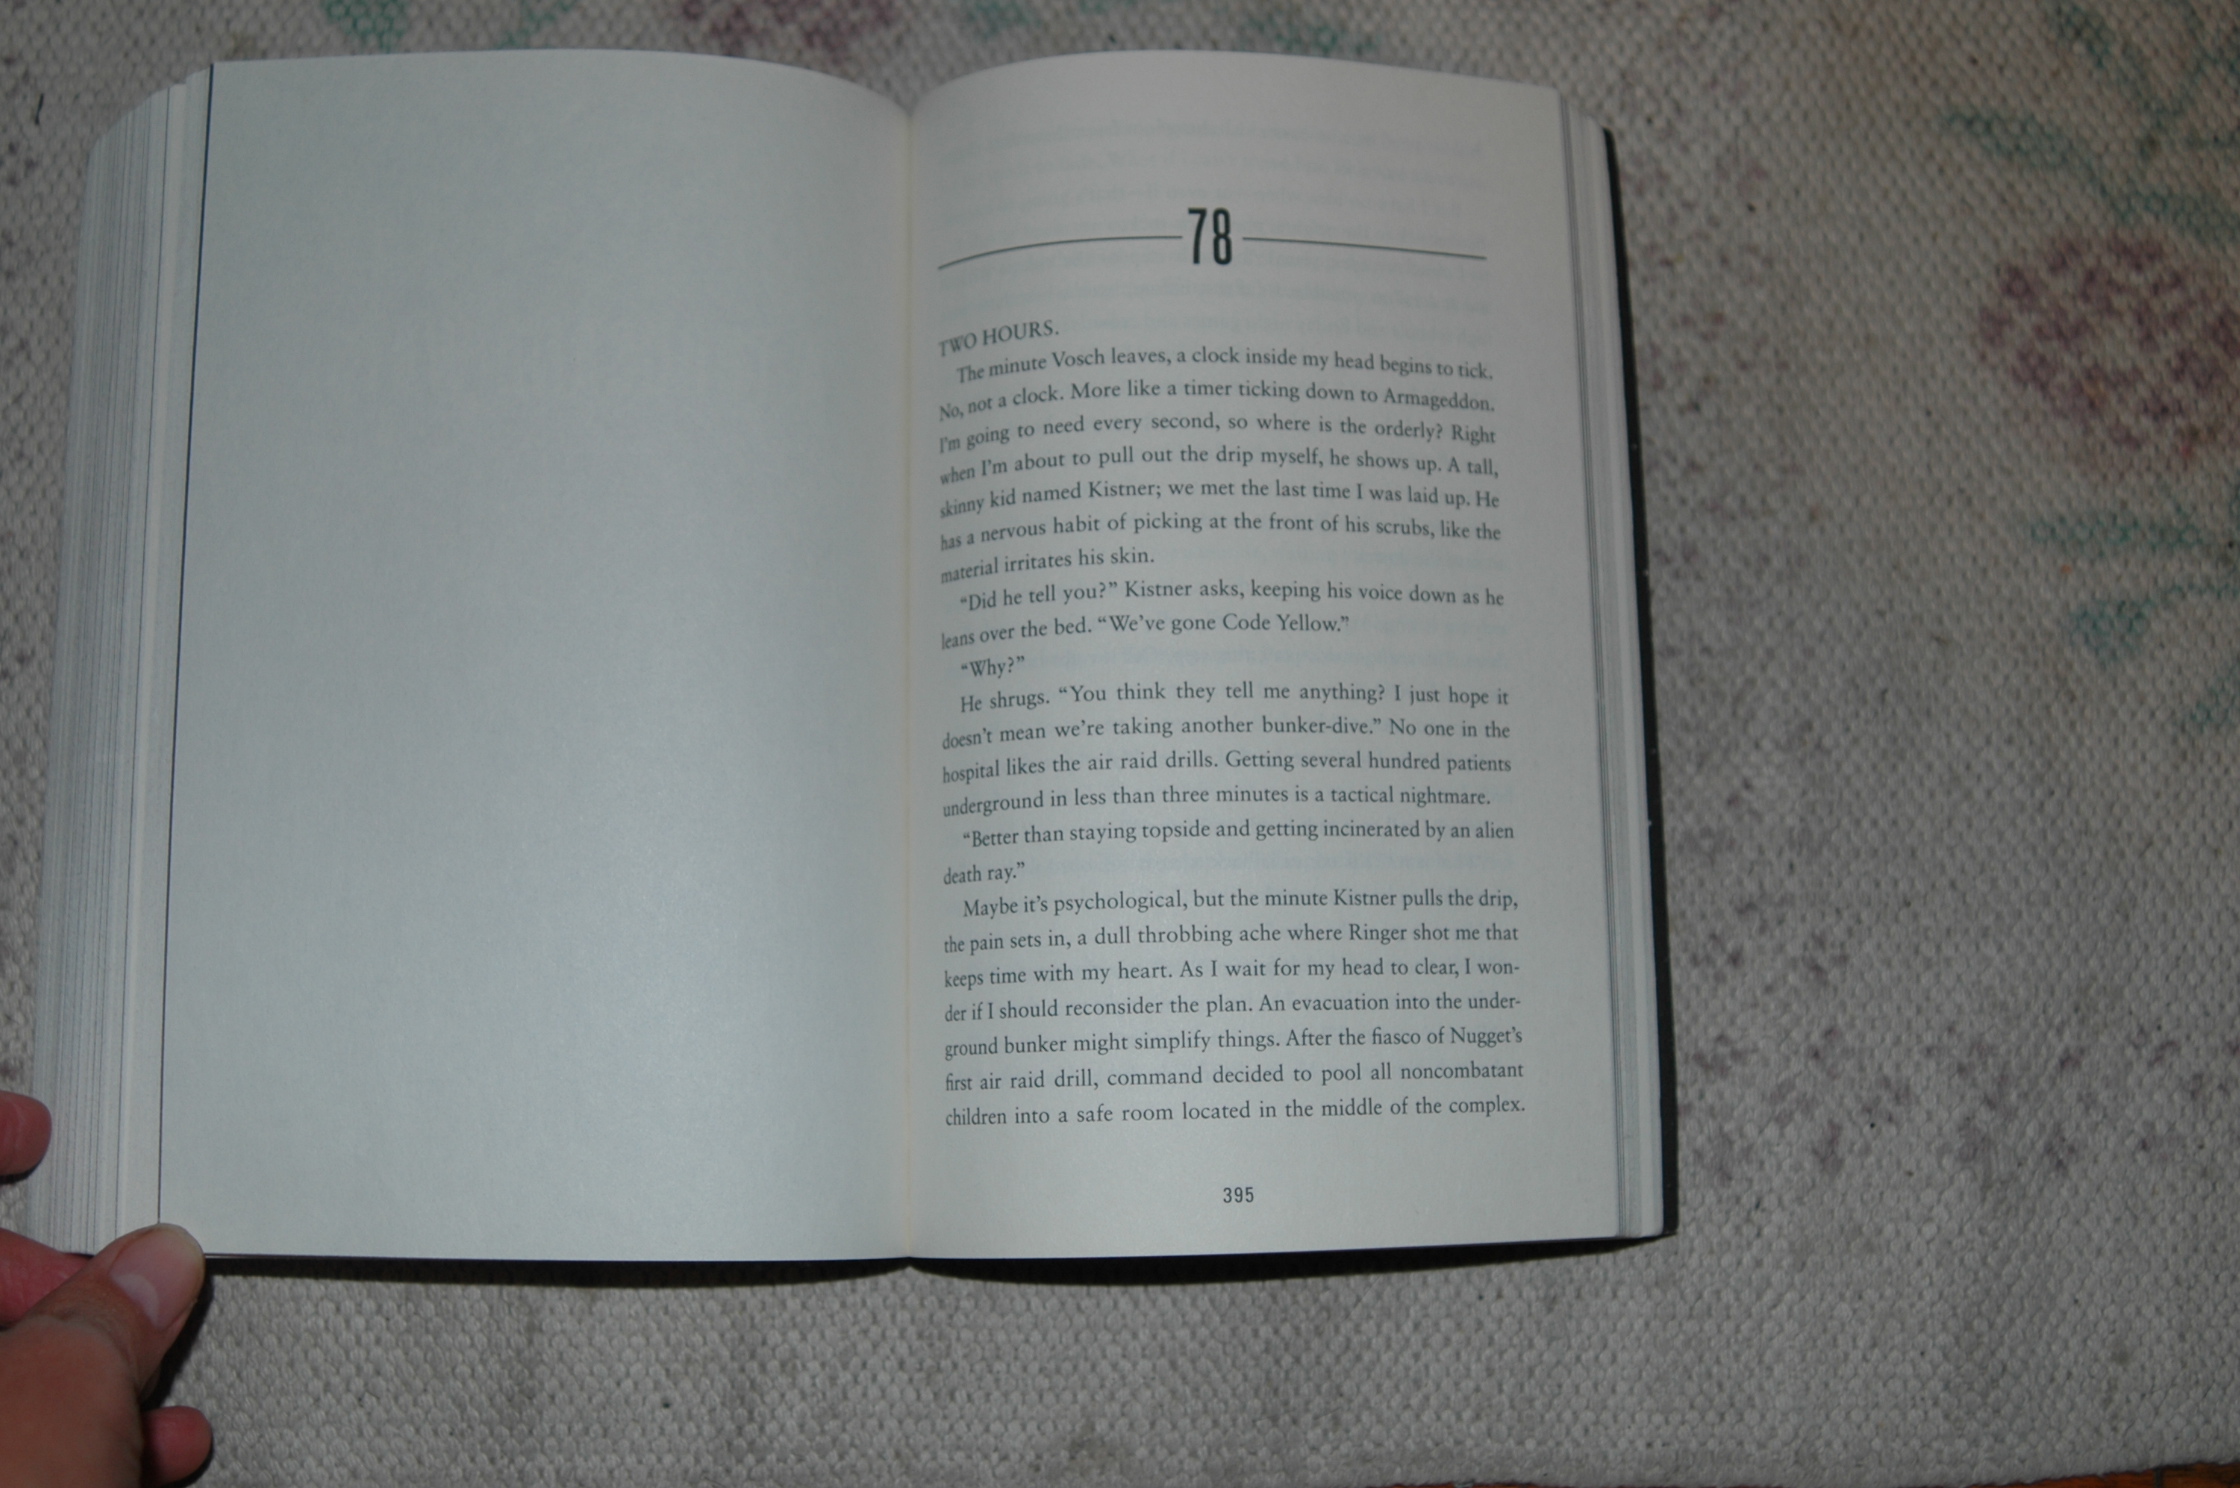 78
TWO HOURS.
The minute Vosch leaves, a clock inside my head begins to tick.
No, not a clock. More like a timer ticking down to Armageddon.
I'm going to need every second, so where is the orderly? Right
when I'm about to pull out the drip myself, he shows up. A tall,
skinny kid named Kistner; we met the last time I was laid up. He
has a nervous habit of picking at the front of his scrubs, like the
material irritates his skin.
“Did he tell you?” Kistner asks, keeping his voice down as he
leans over the bed. “We've gone Code Yellow.”
“Why?”
He shrugs. “You think they tell me anything? I just hope it
doesn't mean we're taking another bunker-dive.” No one in the
hospital likes the air raid drills. Getting several hundred patients
underground in less than three minutes is a tactical nightmare.
“Better than staying topside and getting incinerated by an alien
death ray.”
Maybe it's psychological, but the minute Kistner pulls the drip,
the pain sets in, a dull throbbing ache where Ringer shot me that
keeps time with my heart. As I wait for my head to clear, I won-
der if I should reconsider the plan. An evacuation into the under-
ground bunker might simplify things. After the fiasco of Nugget's
first air raid drill, command decided to pool all noncombatant
children into a safe room located in the middle of the complex.
395